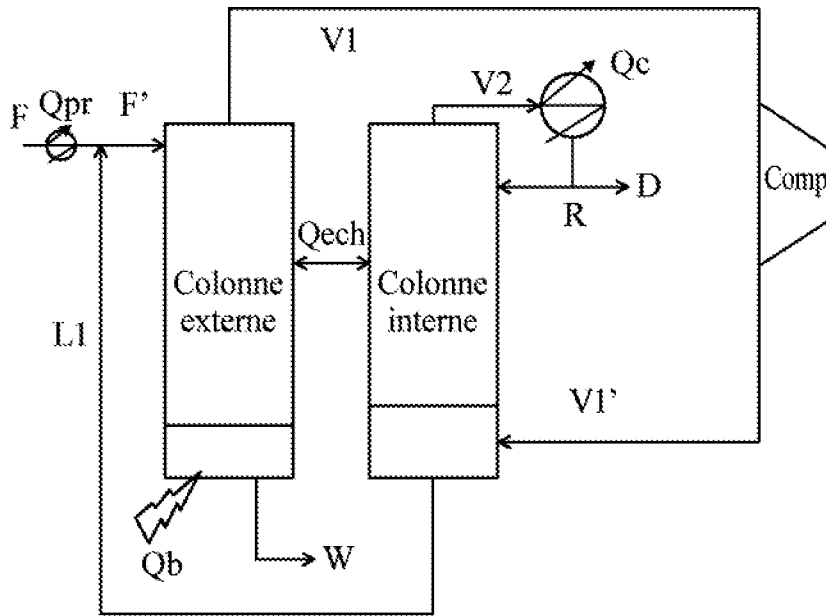 V1
Qc
V2
Qpr
F
F'
Comp
D
R
Qech
Colonne
externe
Colonne
interne
L1
V1'
Qb
W